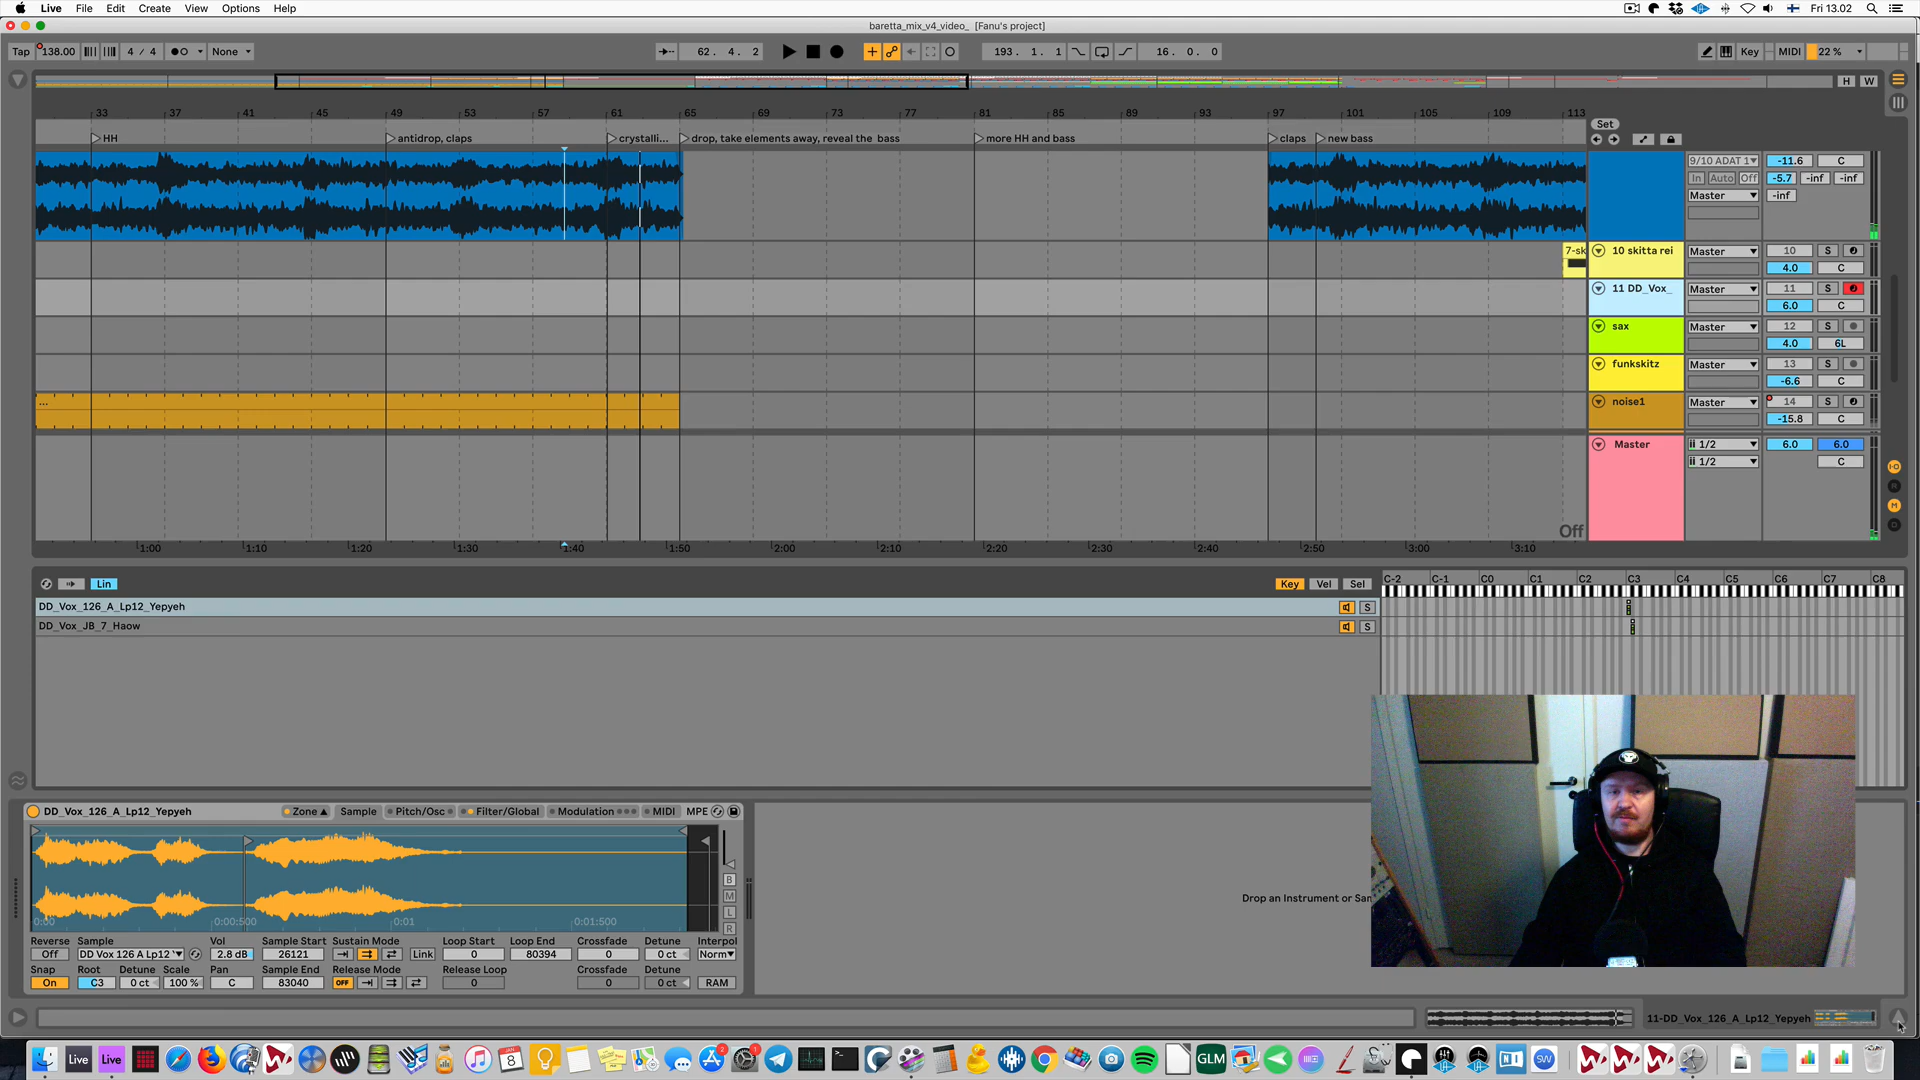 Live File Edit Create View Options Help Fri 13.02
baretta_mix_v4_video_ [Fanu's project]
Tap 138.00 4 / 4 None 62. 4. 2 193. 1. 1 16. 0. 0 Key MIDI 22 %
H W
33 37 41 45 49 53 57 61 65 69 73 77 81 85 89 93 97 101 105 109 113
Set
HH antidrop, claps crystalli... drop, take elements away, reveal the bass more HH and bass claps new bass
9/10 ADAT 1 -11.6 C
In Auto Off -5.7 -inf -inf
Master -inf
7-sk 10 skitta rei Master 10 S
4.0 C
11 DD_Vox_ Master 11 S
6.0 C
sax Master 12 S
4.0 6L
funkskitz Master 13 S
-6.6 C
... noise1 Master 14 S
-15.8 C
Master 1/2 6.0 6.0
1/2 C
Off
1:00 1:10 1:20 1:30 1:40 1:50 2:00 2:10 2:20 2:30 2:40 2:50 3:00 3:10
Lin Key Vel Sel C-2 C-1 C0 C1 C2 C3 C4 C5 C6 C7 C8
DD_Vox_126_A_Lp12_Yepyeh S
DD_Vox_JB_7_Haow S
DD_Vox_126_A_Lp12_Yepyeh Zone Sample Pitch/Osc Filter/Global Modulation MIDI MPE
B
M
L
R
0:00 0:00:500 0:01 0:01:500
Drop an Instrument or Sam
Reverse Sample Vol Sample Start Sustain Mode Loop Start Loop End Crossfade Detune Interpol
Off DD Vox 126 A Lp12 2.8 dB 26121 Link 0 80394 0 0 ct Norm
Snap Root Detune Scale Pan Sample End Release Mode Release Loop Crossfade Detune
On C3 0 ct 100 % C 83040 OFF 0 0 0 ct RAM
11-DD_Vox_126_A_Lp12_Yepyeh
Live Live JAN 8 2 1 GLM N1 SW